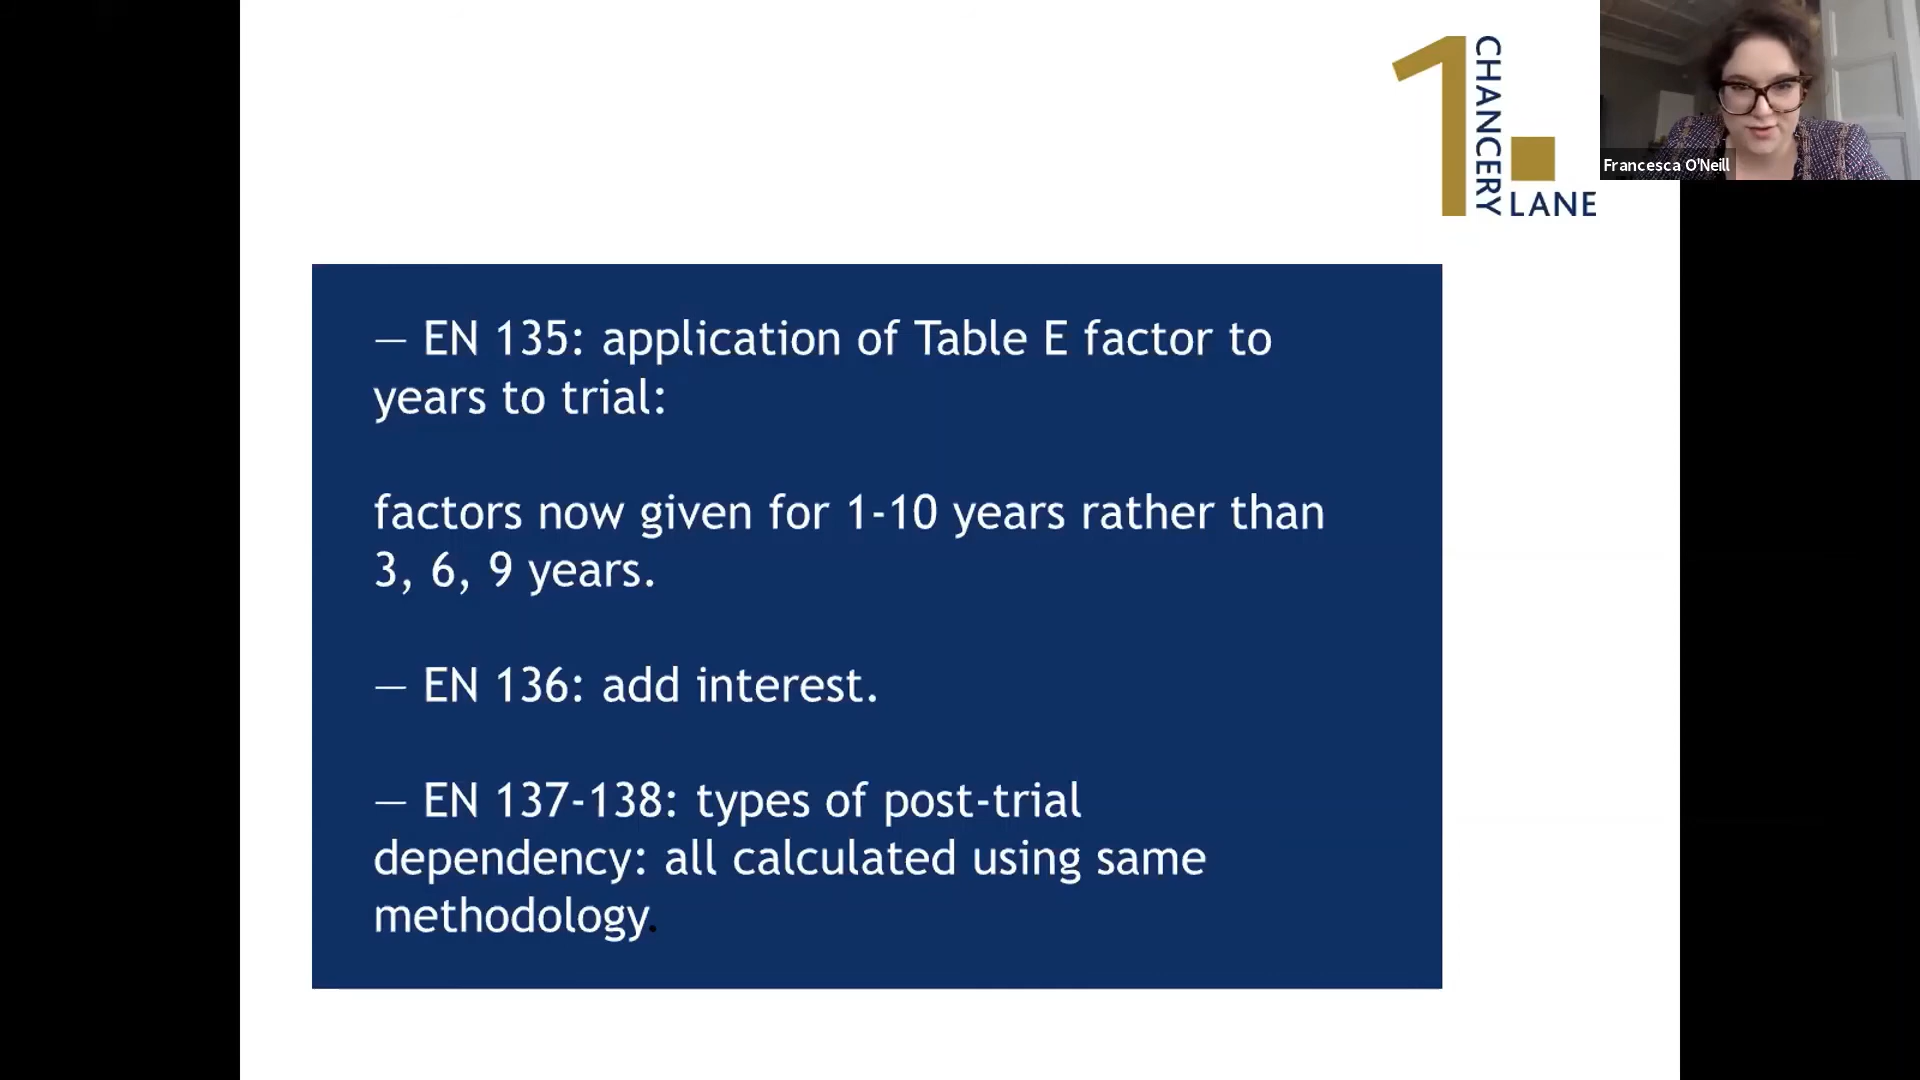 1 CHANCERY LANE
Francesca O'Neill
— EN 135: application of Table E factor to
years to trial:
factors now given for 1-10 years rather than
3, 6, 9 years.
— EN 136: add interest.
— EN 137-138: types of post-trial
dependency: all calculated using same
methodology.